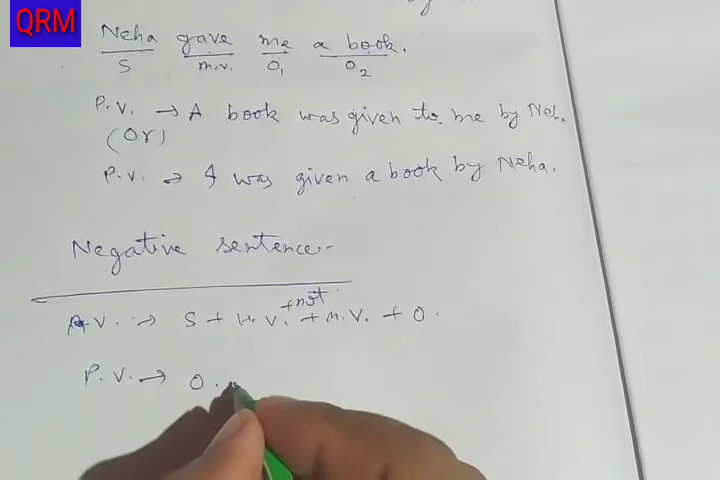 QRM
Neha gave me a book.
S m.v. O1 O2
P.V. → A book was given to me by Neha
(Or)
P.V. → I was given a book by Neha.
Negative sentence-
+not
A.V. → S + H.V. + M.V. + O.
P.V. → O.